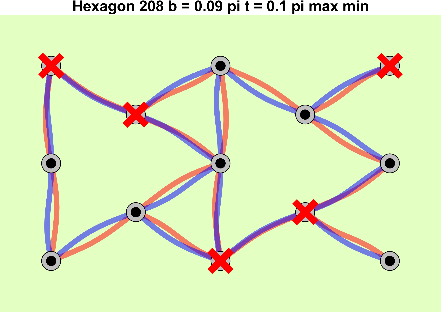 Hexagon 208 b = 0.09 pi t = 0.1 pi max min